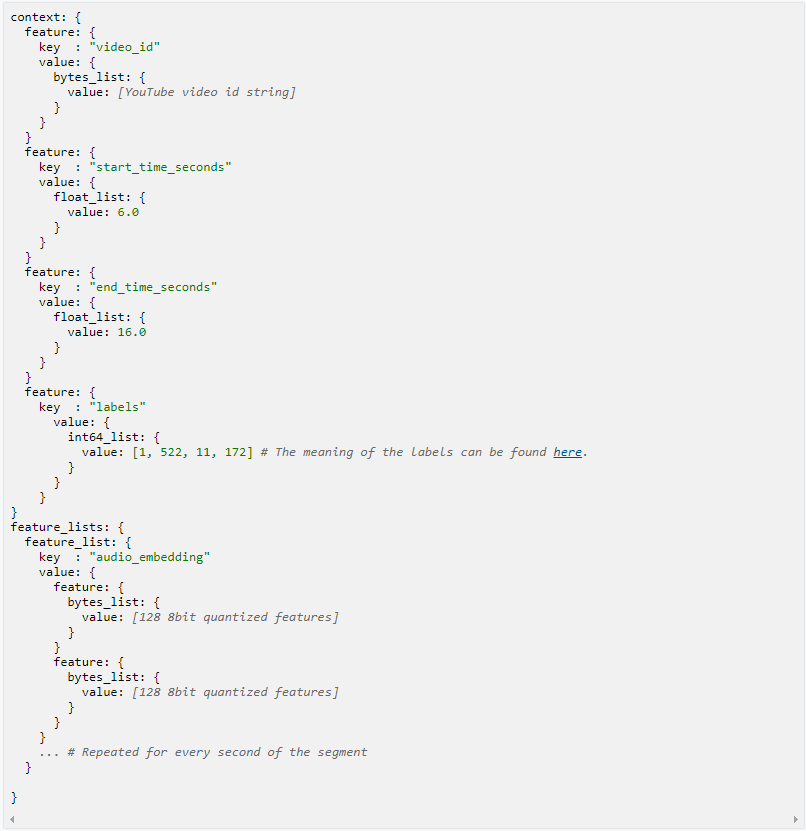 context: {
  feature: {
    key  : "video_id"
    value: {
      bytes_list: {
        value: [YouTube video id string]
      }
    }
  }
  feature: {
    key  : "start_time_seconds"
    value: {
      float_list: {
        value: 6.0
      }
    }
  }
  feature: {
    key  : "end_time_seconds"
    value: {
      float_list: {
        value: 16.0
      }
    }
  }
  feature: {
    key  : "labels"
      value: {
        int64_list: {
          value: [1, 522, 11, 172] # The meaning of the labels can be found here.
        }
      }
    }
}
feature_lists: {
  feature_list: {
    key  : "audio_embedding"
    value: {
      feature: {
        bytes_list: {
          value: [128 8bit quantized features]
        }
      }
      feature: {
        bytes_list: {
          value: [128 8bit quantized features]
        }
      }
    }
    ... # Repeated for every second of the segment
  }

}